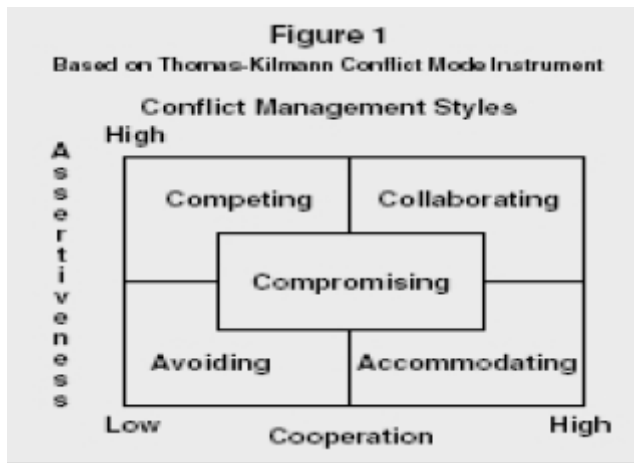 Figure 1
Based on Thomas-Kilmann Conflict Mode Instrument
Conflict Management Styles
High
Assertiveness
Competing
Collaborating
Compromising
Avoiding
Accommodating
Low
Cooperation
High